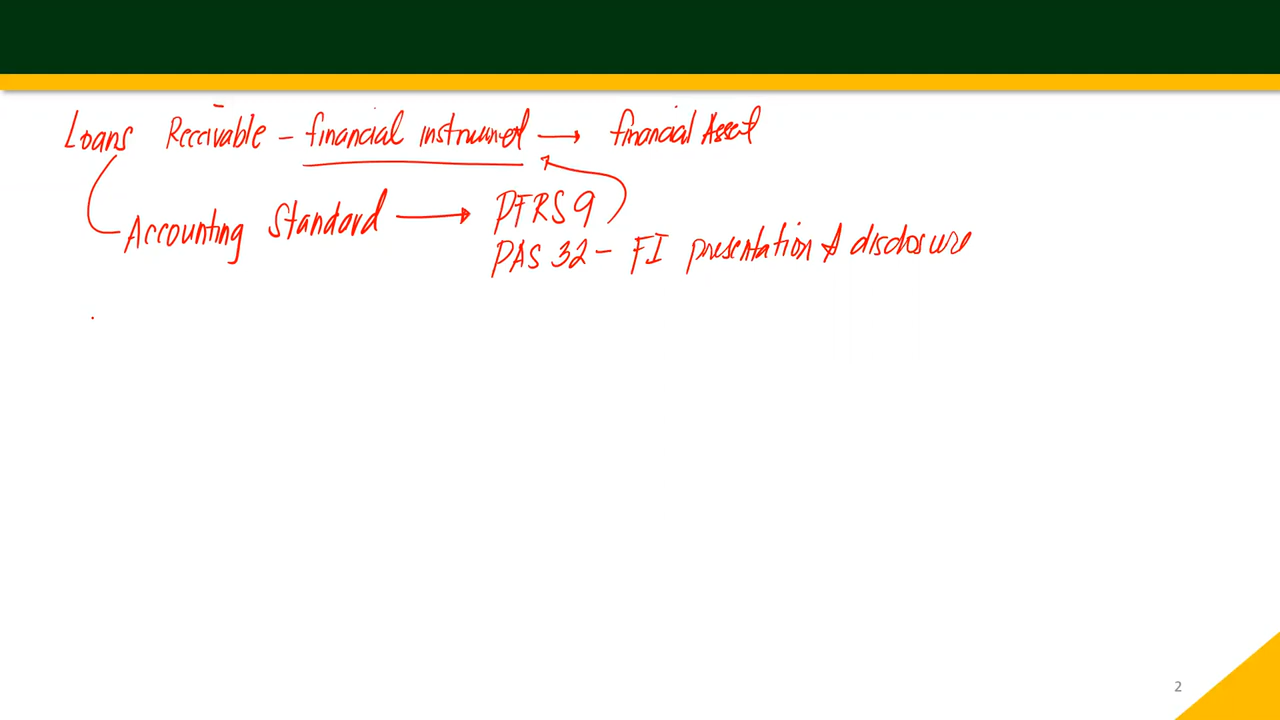 Loans Receivable - financial instrument → financial Asset
Accounting Standard → PFRS 9
PAS 32 - FI presentation & disclosure
2